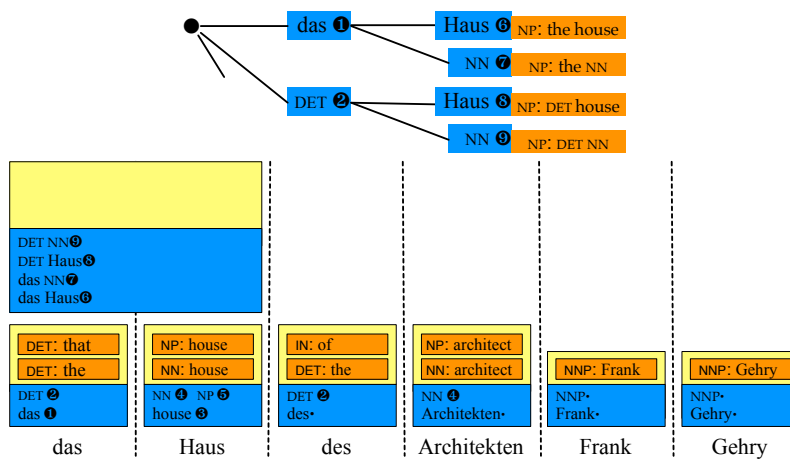 das ❶ Haus ❻ NP: the house
NN ❼ NP: the NN
DET ❷ Haus ❽ NP: DET house
NN ❾ NP: DET NN
DET NN❾
DET Haus❽
das NN❼
das Haus❻
DET: that NP: house IN: of NP: architect
DET: the NN: house DET: the NN: architect NNP: Frank NNP: Gehry
DET ❷ NN ❹ NP ❺ DET ❷ NN ❹ NNP• NNP•
das ❶ house ❸ des• Architekten• Frank• Gehry•
das Haus des Architekten Frank Gehry